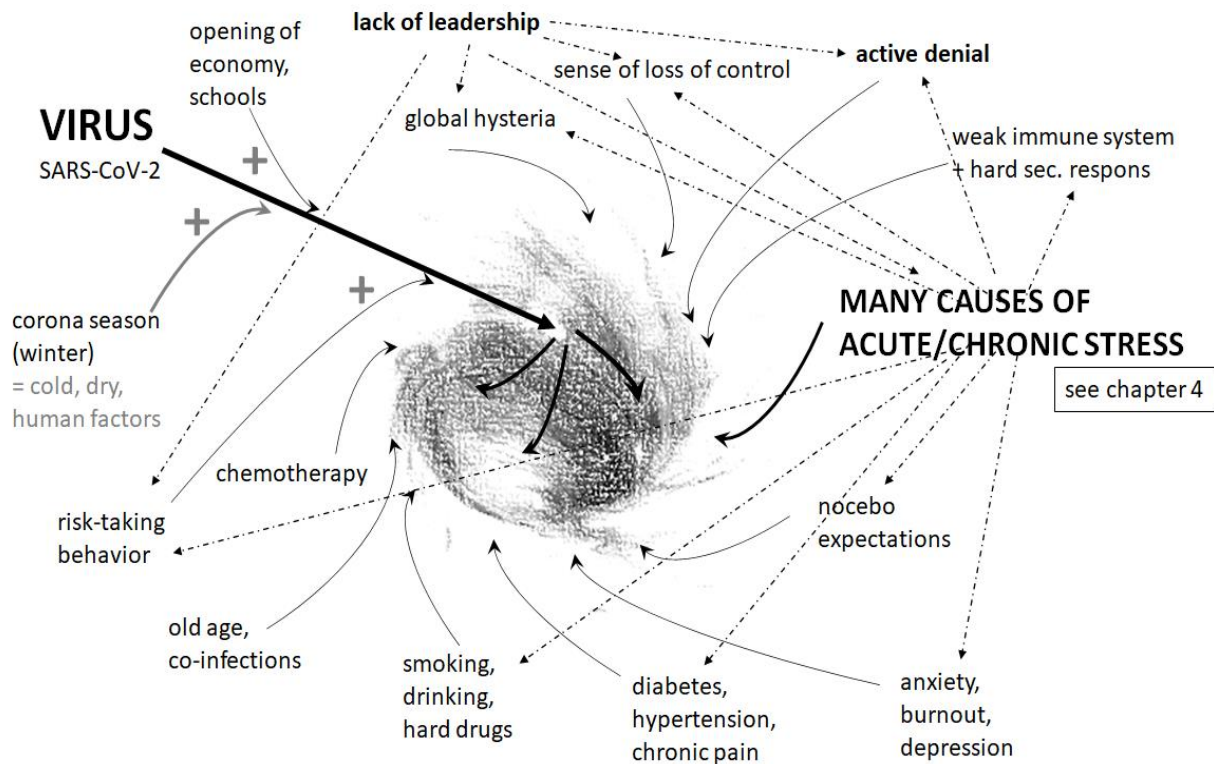 lack of leadership
opening of
economy,
schools
active denial
sense of loss of control
global hysteria
VIRUS
SARS-CoV-2
+
+
+
weak immune system
+ hard sec. respons
MANY CAUSES OF
ACUTE/CHRONIC STRESS
see chapter 4
corona season
(winter)
= cold, dry,
human factors
chemotherapy
risk-taking
behavior
nocebo
expectations
old age,
co-infections
smoking,
drinking,
hard drugs
diabetes,
hypertension,
chronic pain
anxiety,
burnout,
depression